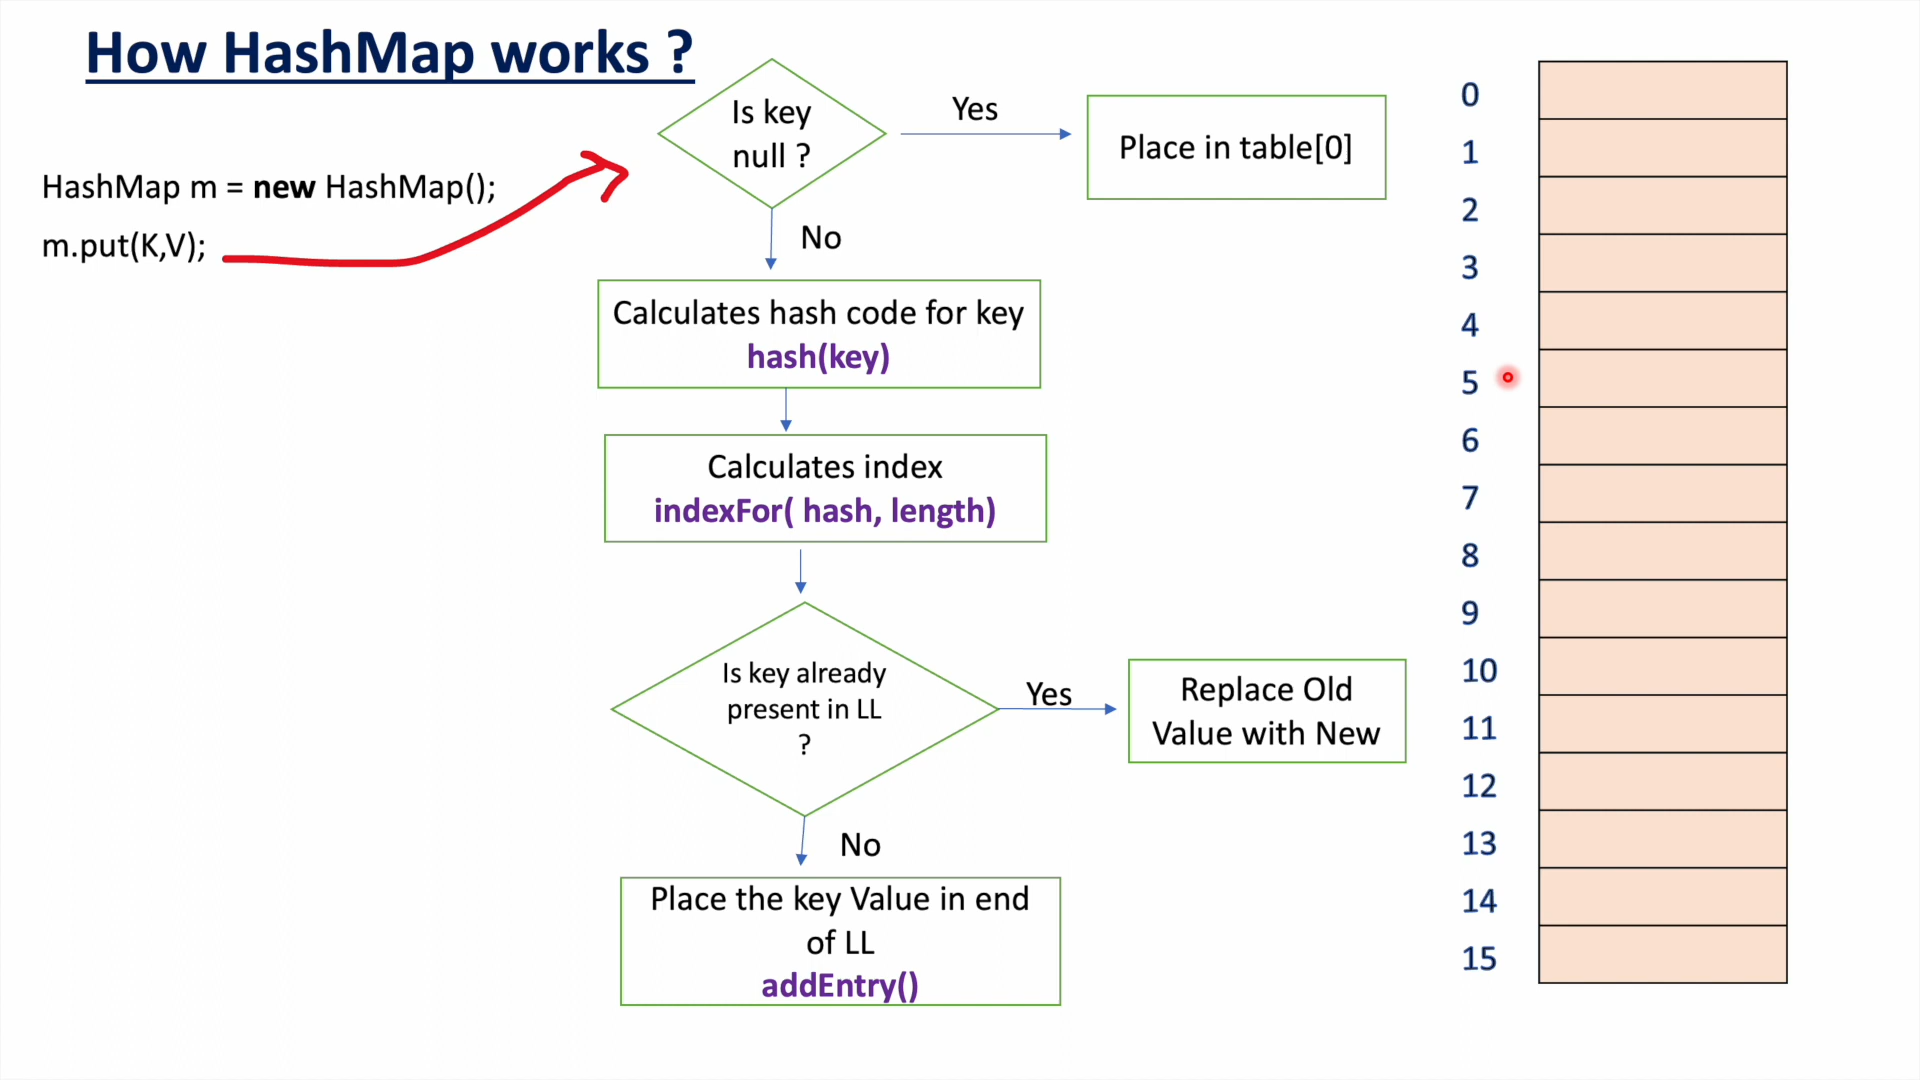 How HashMap works ?
HashMap m = new HashMap();
m.put(K,V);
Is key
null ?
Yes
Place in table[0]
No
Calculates hash code for key
hash(key)
Calculates index
indexFor( hash, length)
Is key already
present in LL
?
Yes
Replace Old
Value with New
No
Place the key Value in end
of LL
addEntry()
0
1
2
3
4
5
6
7
8
9
10
11
12
13
14
15